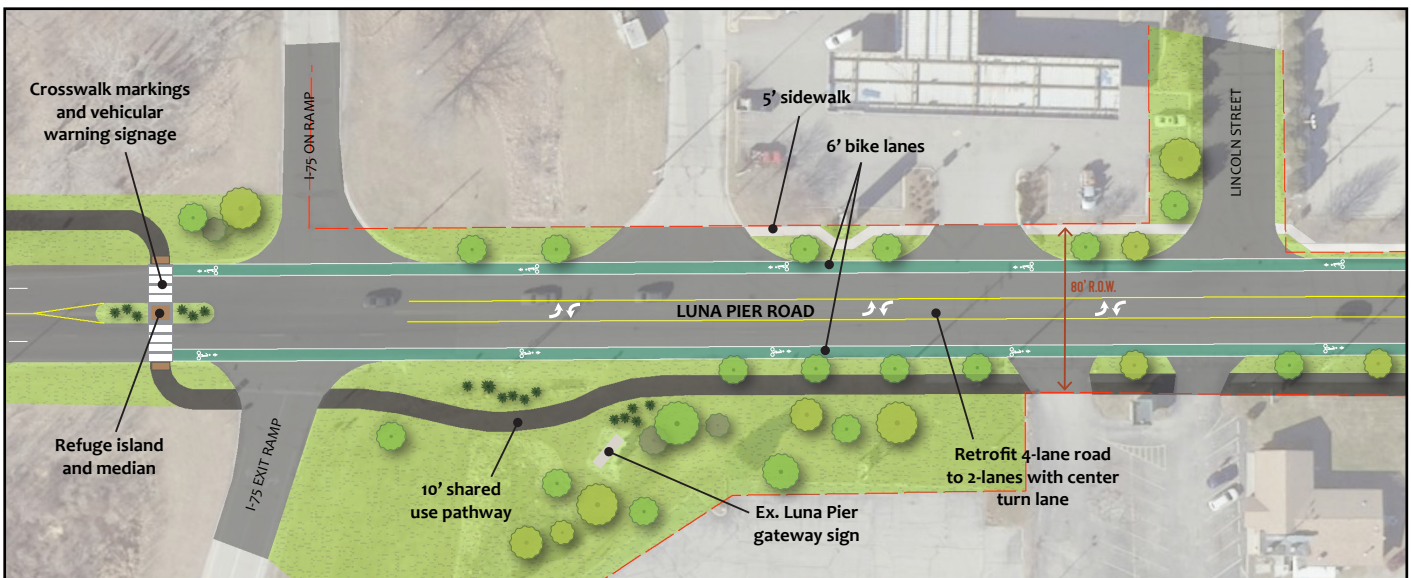 Crosswalk markings
and vehicular
warning signage
I-75 ON RAMP
5’ sidewalk
6’ bike lanes
LINCOLN STREET
80' R.O.W.
LUNA PIER ROAD
Refuge island
and median
I-75 EXIT RAMP
10’ shared
use pathway
Ex. Luna Pier
gateway sign
Retrofit 4-lane road
to 2-lanes with center
turn lane